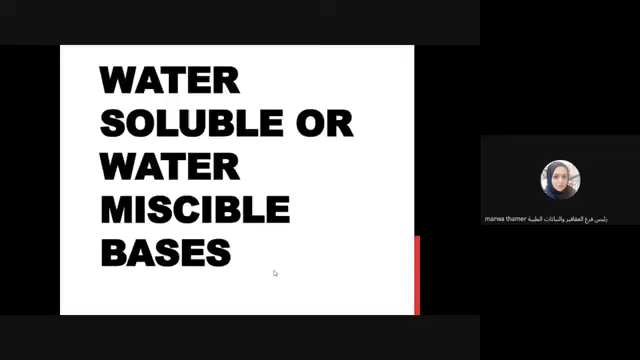 WATER
SOLUBLE OR
WATER
MISCIBLE
BASES
marwa thamer رئيس فرع العقاقير والنباتات الطبية